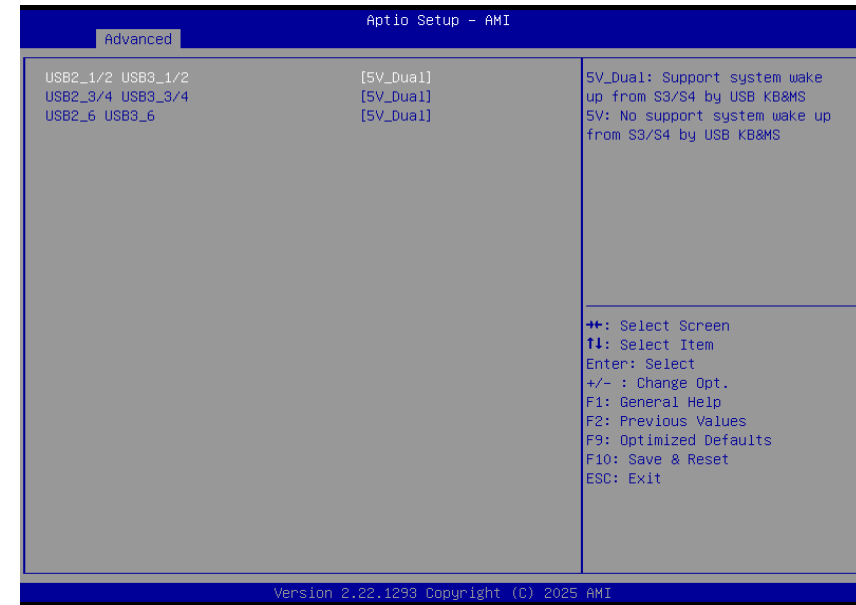 Aptio Setup – AMI
Advanced
USB2_1/2 USB3_1/2 [5V_Dual]
USB2_3/4 USB3_3/4 [5V_Dual]
USB2_6 USB3_6 [5V_Dual]
5V_Dual: Support system wake
up from S3/S4 by USB KB&MS
5V: No support system wake up
from S3/S4 by USB KB&MS
→←: Select Screen
↑↓: Select Item
Enter: Select
+/- : Change Opt.
F1: General Help
F2: Previous Values
F9: Optimized Defaults
F10: Save & Reset
ESC: Exit
Version 2.22.1293 Copyright (C) 2025 AMI